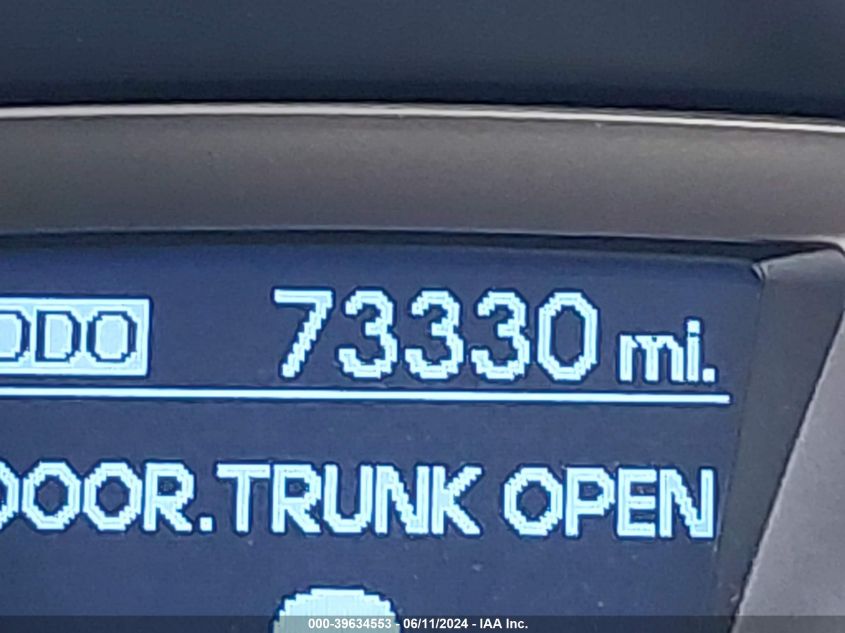 ODO 73330 mi.
DOOR.TRUNK OPEN
000-39634553 - 06/11/2024 - IAA Inc.